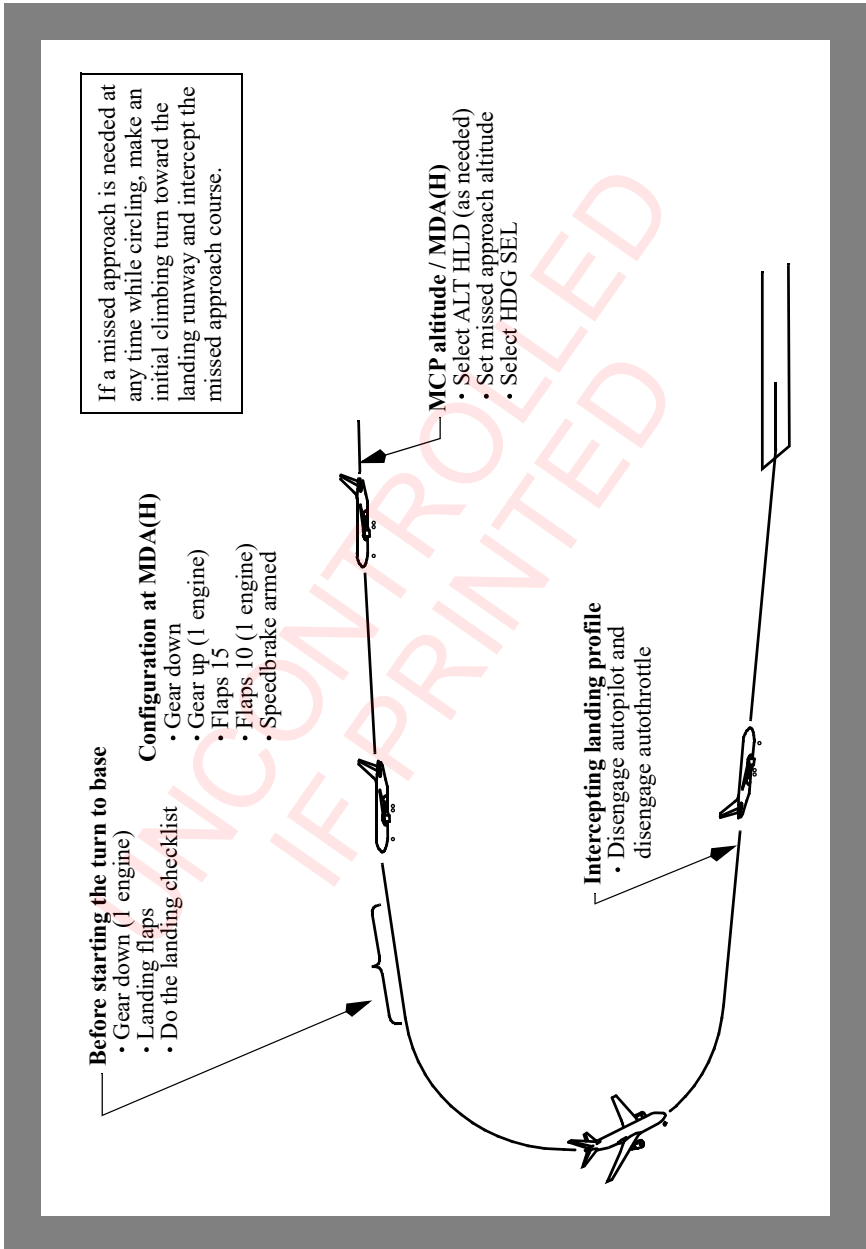 If a missed approach is needed at
any time while circling, make an
initial climbing turn toward the
landing runway and intercept the
missed approach course.
Before starting the turn to base
• Gear down (1 engine)
• Landing flaps
• Do the landing checklist
Configuration at MDA(H)
• Gear down
• Gear up (1 engine)
• Flaps 15
• Flaps 10 (1 engine)
• Speedbrake armed
MCP altitude / MDA(H)
• Select ALT HLD (as needed)
• Set missed approach altitude
• Select HDG SEL
Intercepting landing profile
• Disengage autopilot and
disengage autothrottle
UNCONTROLLED
IF PRINTED